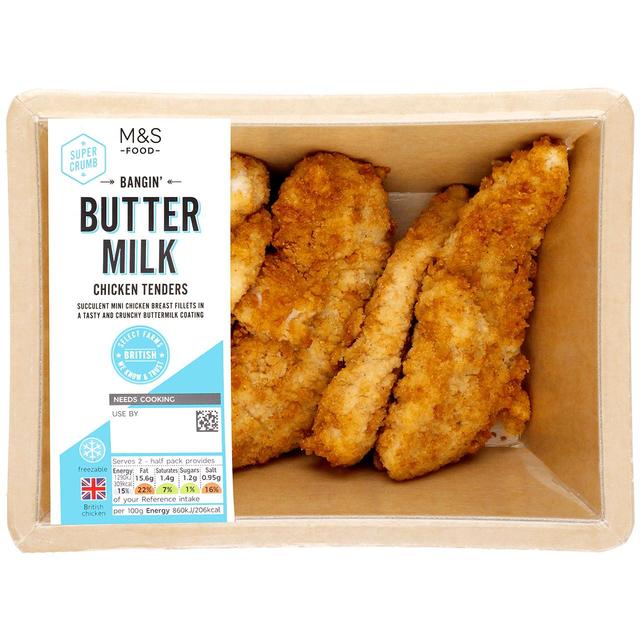 SUPER
CRUMB
M&S
-FOOD-
BANGIN'
BUTTER
MILK
CHICKEN TENDERS
SUCCULENT MINI CHICKEN BREAST FILLETS IN
A TASTY AND CRUNCHY BUTTERMILK COATING
SELECT FARMS
BRITISH
WE KNOW & TRUST
NEEDS COOKING
USE BY
freezable
British
chicken
Serves 2 - half pack provides
Energy: Fat Saturates Sugars Salt
1290kJ 15.6g 1.4g 1.2g 0.95g
309kcal
15% 22% 7% 1% 16%
of your Reference intake
per 100g Energy 860kJ/206kcal